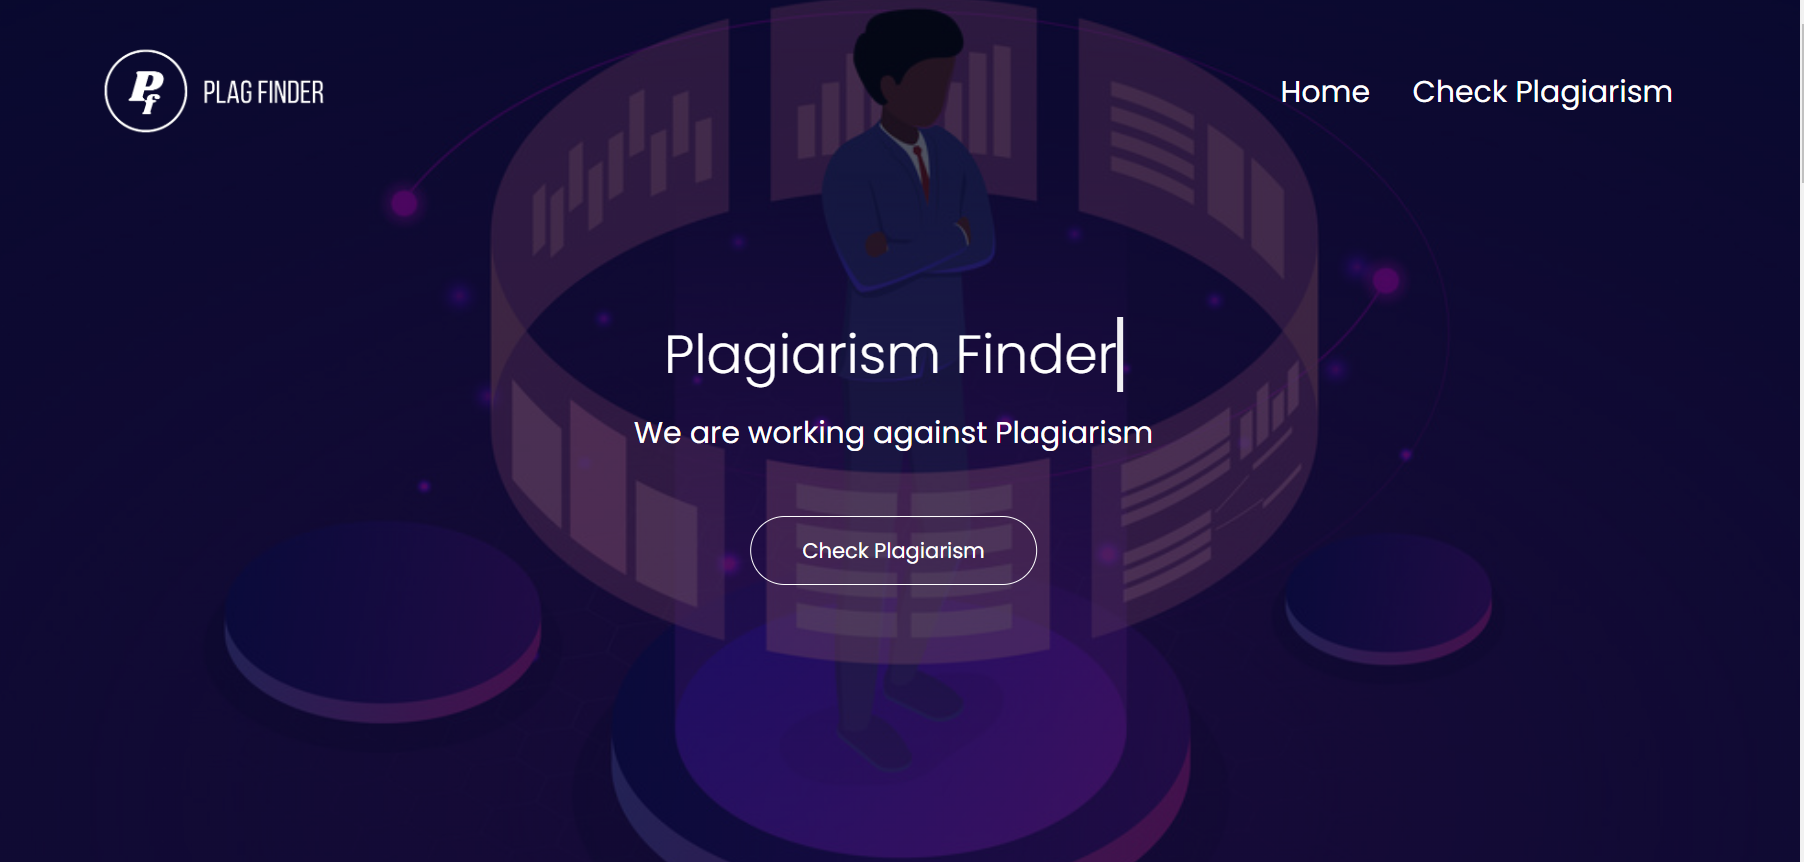 Pf PLAG FINDER
Home Check Plagiarism
Plagiarism Finder
We are working against Plagiarism
Check Plagiarism